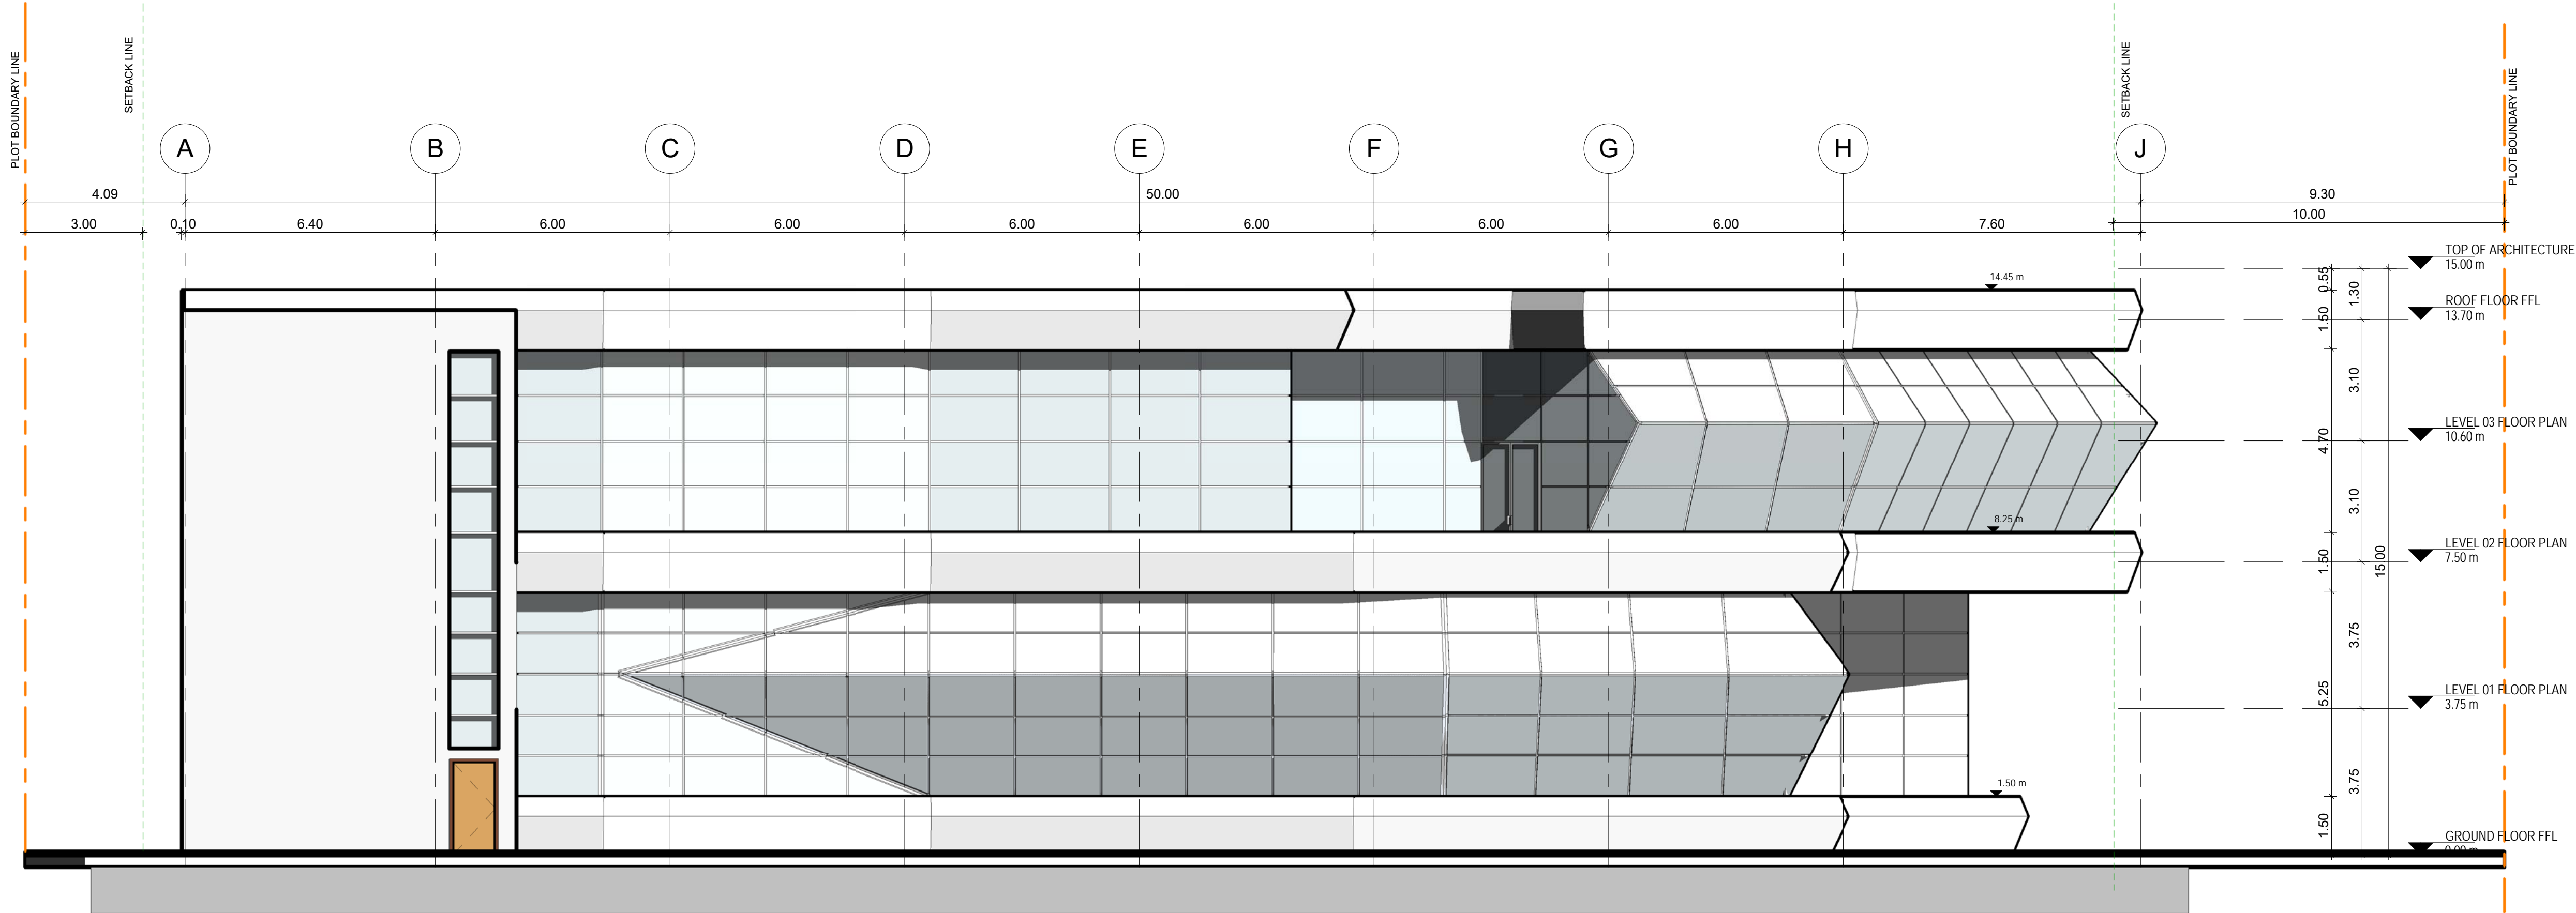 PLOT BOUNDARY LINE
SETBACK LINE
SETBACK LINE
PLOT BOUNDARY LINE
A
B
C
D
E
F
G
H
J
4.09
50.00
9.30
3.00
0.10
6.40
6.00
6.00
6.00
6.00
6.00
6.00
7.60
10.00
14.45 m
8.25 m
1.50 m
0.55
1.50
4.70
1.50
5.25
1.50
1.30
3.10
3.10
3.75
3.75
15.00
TOP OF ARCHITECTURE
15.00 m
ROOF FLOOR FFL
13.70 m
LEVEL 03 FLOOR PLAN
10.60 m
LEVEL 02 FLOOR PLAN
7.50 m
LEVEL 01 FLOOR PLAN
3.75 m
GROUND FLOOR FFL
0.00 m